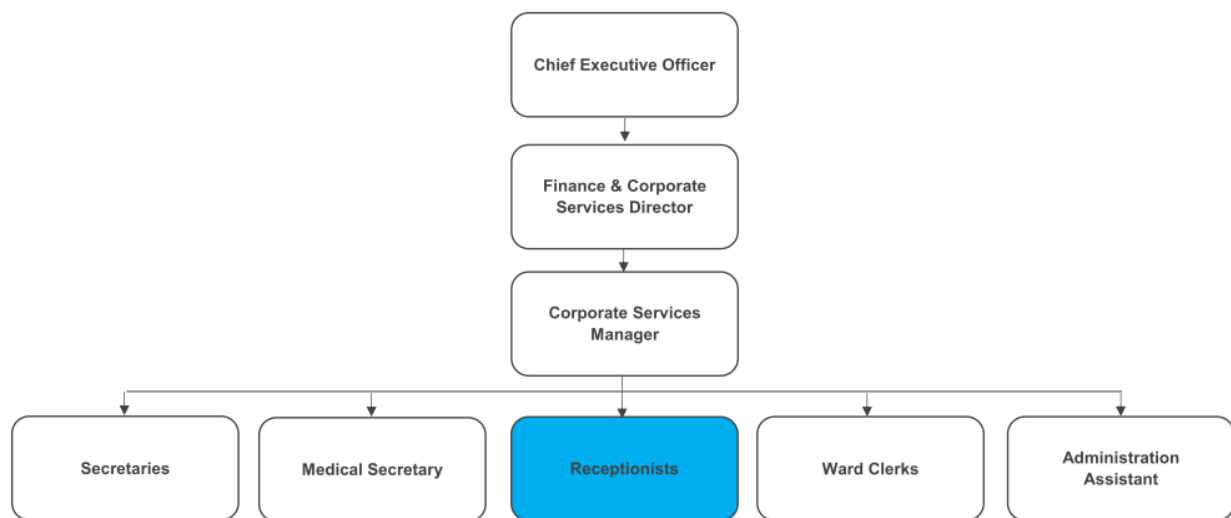 Chief Executive Officer
Finance & Corporate
Services Director
Corporate Services
Manager
Secretaries
Medical Secretary
Receptionists
Ward Clerks
Administration
Assistant